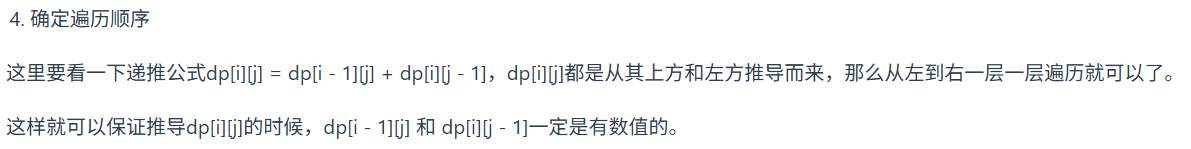 4. 确定遍历顺序
这里要看一下递推公式dp[i][j] = dp[i - 1][j] + dp[i][j - 1]，dp[i][j]都是从其上方和左方推导而来，那么从左到右一层一层遍历就可以了。
这样就可以保证推导dp[i][j]的时候，dp[i - 1][j] 和 dp[i][j - 1]一定是有数值的。